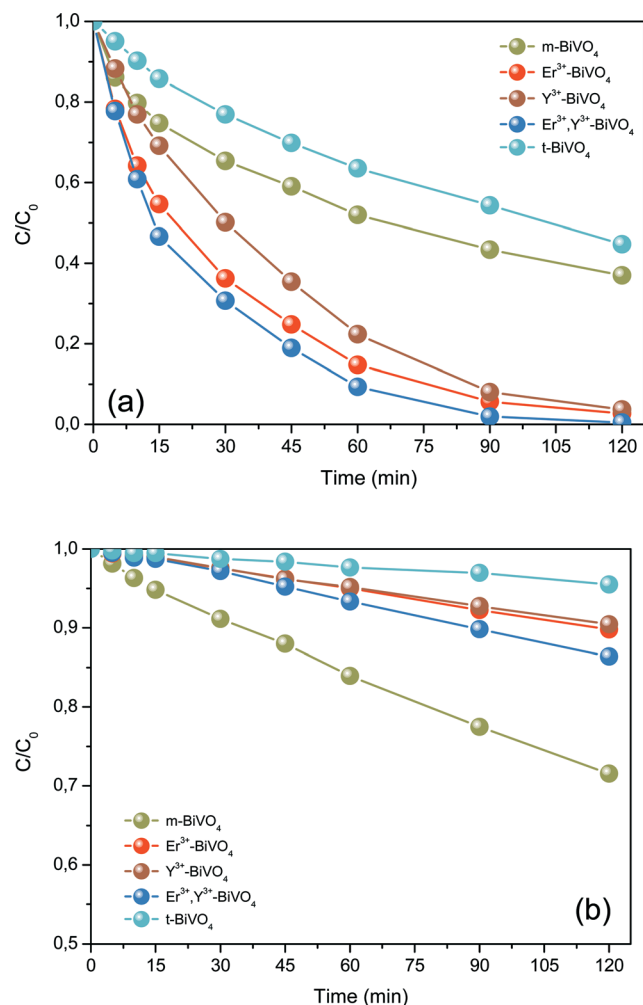 1,0
0,8
0,6
0,4
0,2
0,0
C/C₀
m-BiVO₄
Er³⁺-BiVO₄
Y³⁺-BiVO₄
Er³⁺,Y³⁺-BiVO₄
t-BiVO₄
(a)
0 15 30 45 60 75 90 105 120
Time (min)
1,0
0,9
0,8
0,7
0,6
0,5
C/C₀
m-BiVO₄
Er³⁺-BiVO₄
Y³⁺-BiVO₄
Er³⁺,Y³⁺-BiVO₄
t-BiVO₄
(b)
0 15 30 45 60 75 90 105 120
Time (min)